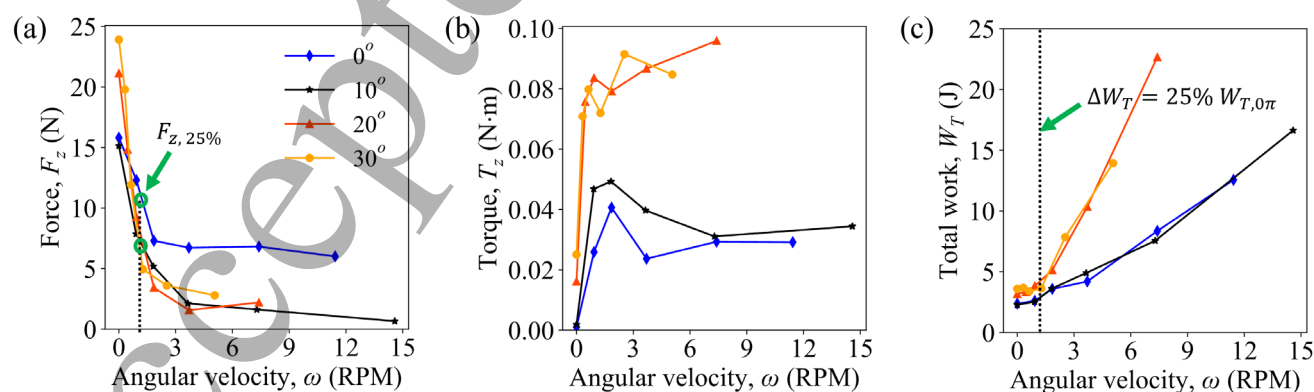 (a)
25
20
15
10
5
0
Force, F_z (N)
0 3 6 9 12 15
Angular velocity, ω (RPM)
0°
10°
20°
30°
F_{z, 25%}
(b)
0.10
0.08
0.06
0.04
0.02
0.00
Torque, T_z (N·m)
0 3 6 9 12 15
Angular velocity, ω (RPM)
(c)
25
20
15
10
5
0
Total work, W_T (J)
0 3 6 9 12 15
Angular velocity, ω (RPM)
ΔW_T = 25% W_{T,0π}